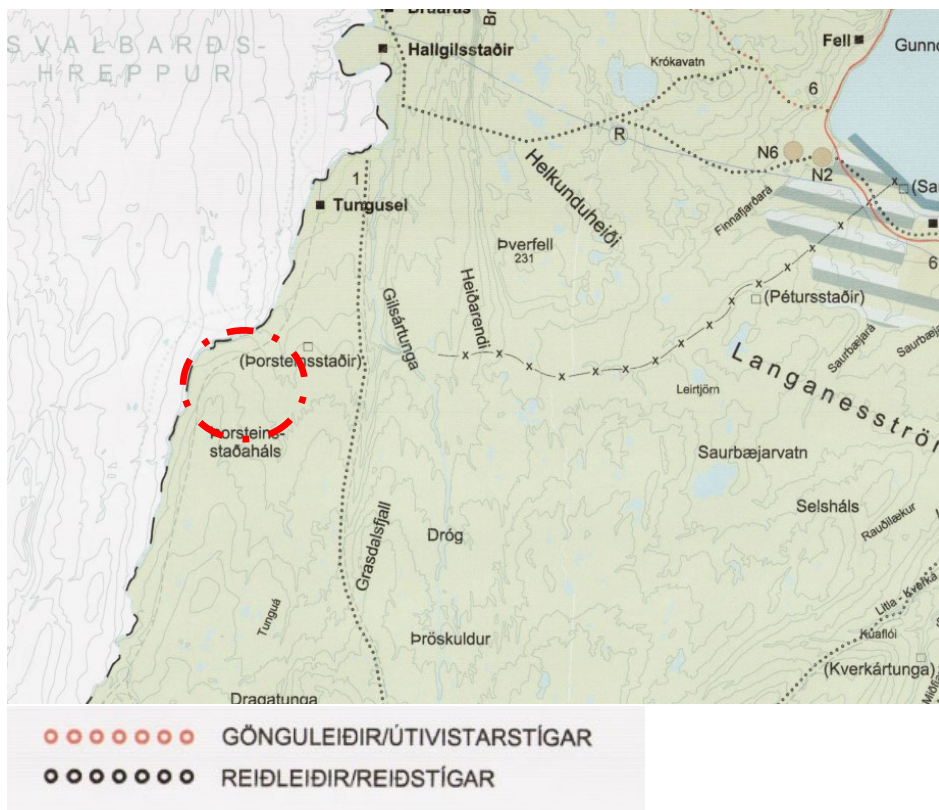 SVALBARÐS-
HREPPUR
Hallgilsstaðir
Fell
Krókavatn
6
R
N6
N2
1
Tungusel
Helkunduheiði
Finnafjarðará
Þverfell
231
6
Gilsártunga
Heiðarendi
(Pétursstaðir)
(Þorsteinsstaðir)
Saurbæjará
Leirtjörn
Þorsteins-
staðaháls
Saurbæjarvatn
Selsháls
Rauðilækur
Grasdalsfjall
Dróg
Litla - Kverká
Tunguá
Þröskuldur
Kúaflói
(Kverkártunga)
Dragatunga
GÖNGULEIÐIR/ÚTIVISTARSTÍGAR
REIÐLEIÐIR/REIÐSTÍGAR